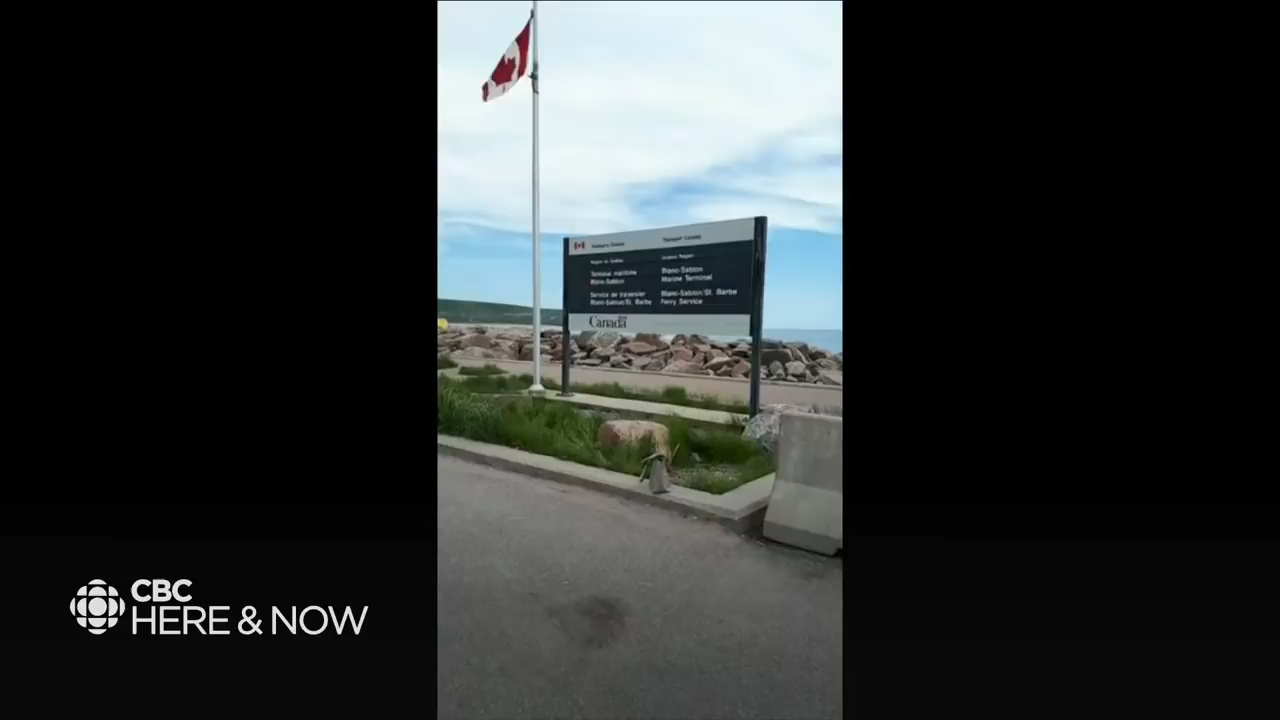 Transports Canada
Transport Canada
Région du Québec
Quebec Region
Terminal maritime
Blanc-Sablon
Blanc-Sablon
Marine Terminal
Service de traversier
Blanc-Sablon/St. Barbe
Blanc-Sablon/St. Barbe
Ferry Service
Canada
CBC
HERE & NOW